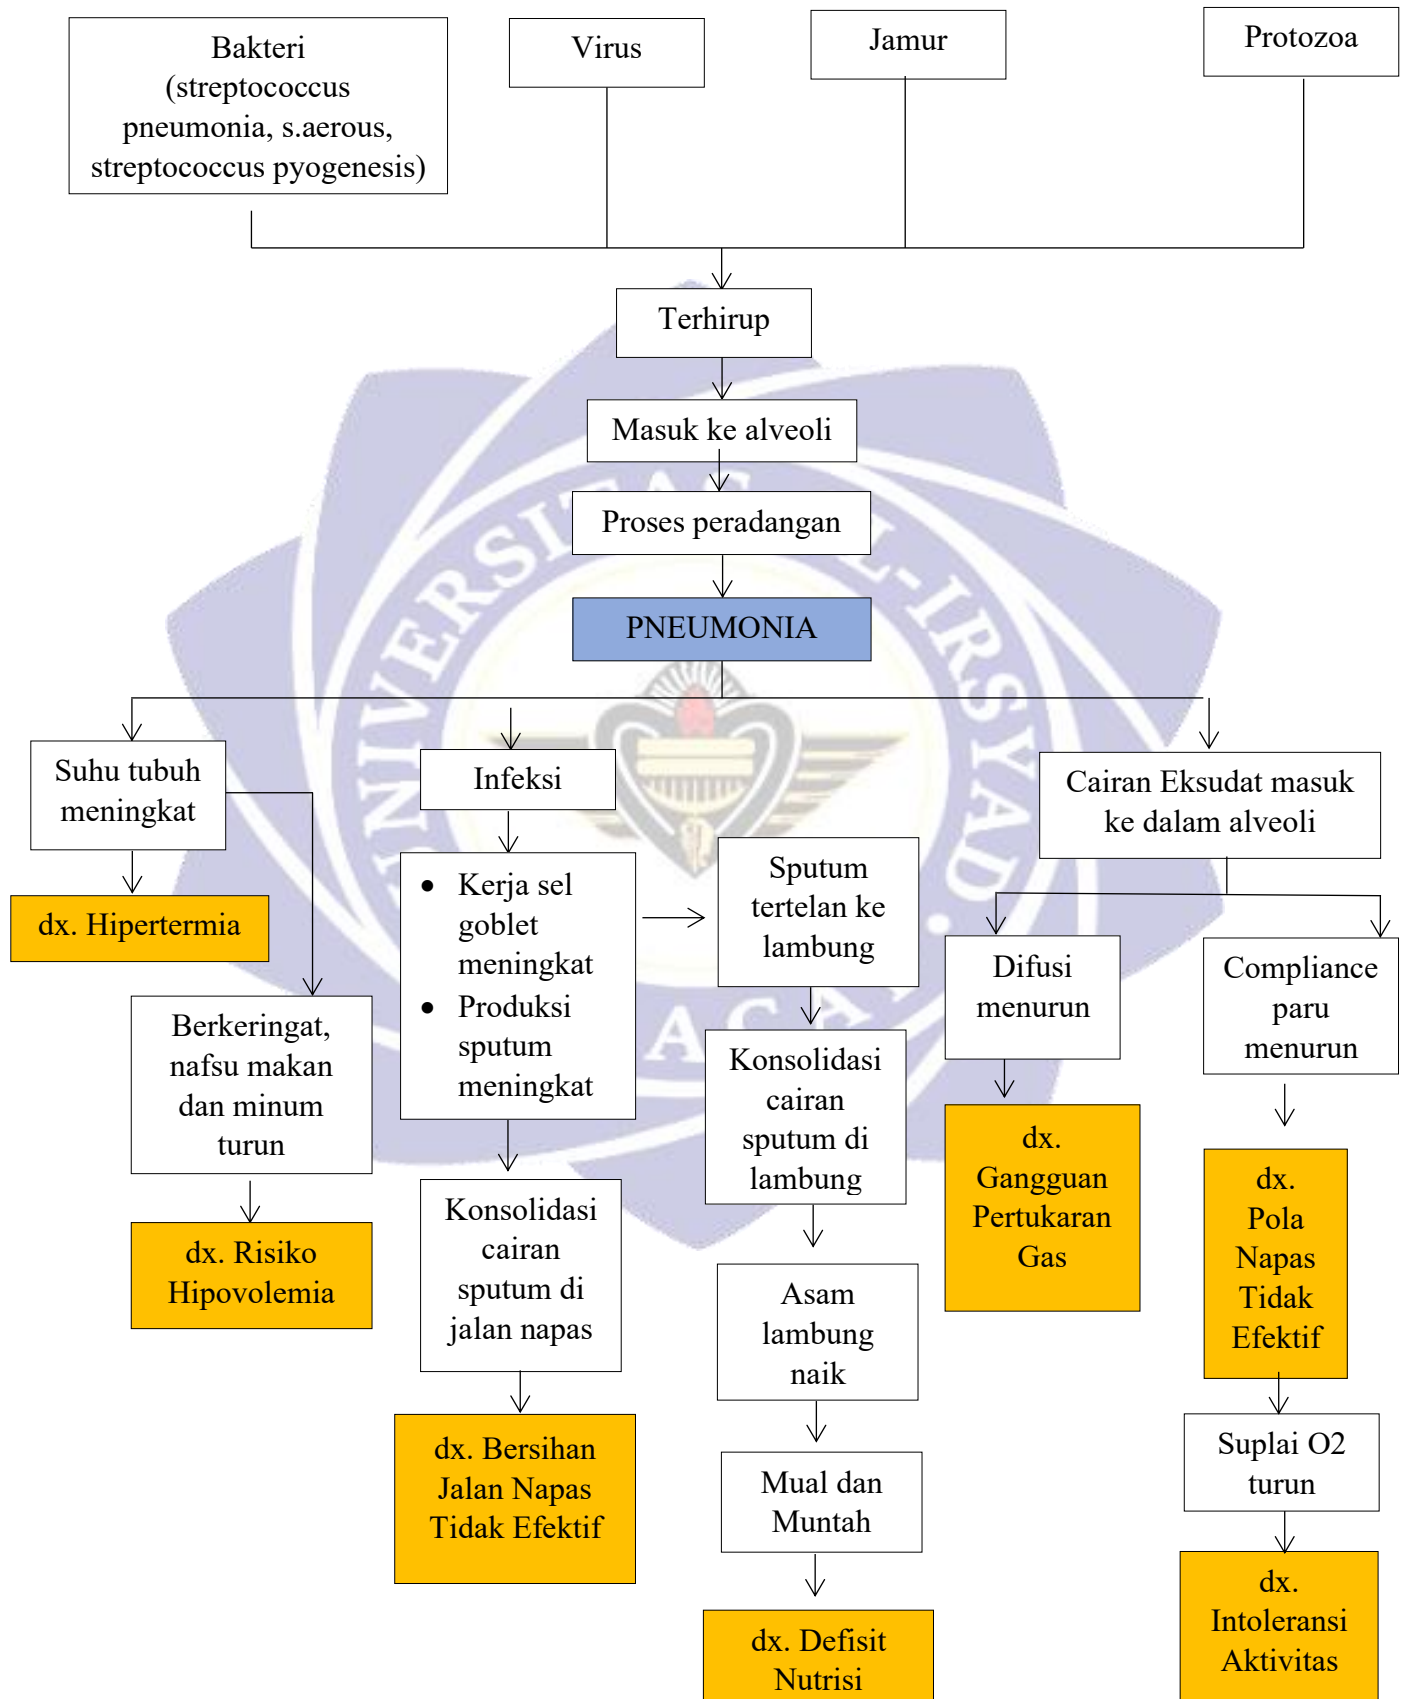 Bakteri
(streptococcus
pneumonia, s.aerous,
streptococcus pyogenesis)
Virus
Jamur
Protozoa
Terhirup
Masuk ke alveoli
Proses peradangan
PNEUMONIA
Suhu tubuh
meningkat
dx. Hipertermia
Berkeringat,
nafsu makan
dan minum
turun
dx. Risiko
Hipovolemia
Infeksi
• Kerja sel
goblet
meningkat
• Produksi
sputum
meningkat
Konsolidasi
cairan
sputum di
jalan napas
dx. Bersihan
Jalan Napas
Tidak Efektif
Sputum
tertelan ke
lambung
Konsolidasi
cairan
sputum di
lambung
Asam
lambung
naik
Mual dan
Muntah
dx. Defisit
Nutrisi
Cairan Eksudat masuk
ke dalam alveoli
Difusi
menurun
dx.
Gangguan
Pertukaran
Gas
Compliance
paru
menurun
dx.
Pola
Napas
Tidak
Efektif
Suplai O2
turun
dx.
Intoleransi
Aktivitas
UNIVERSITAS AL-IRSYAD